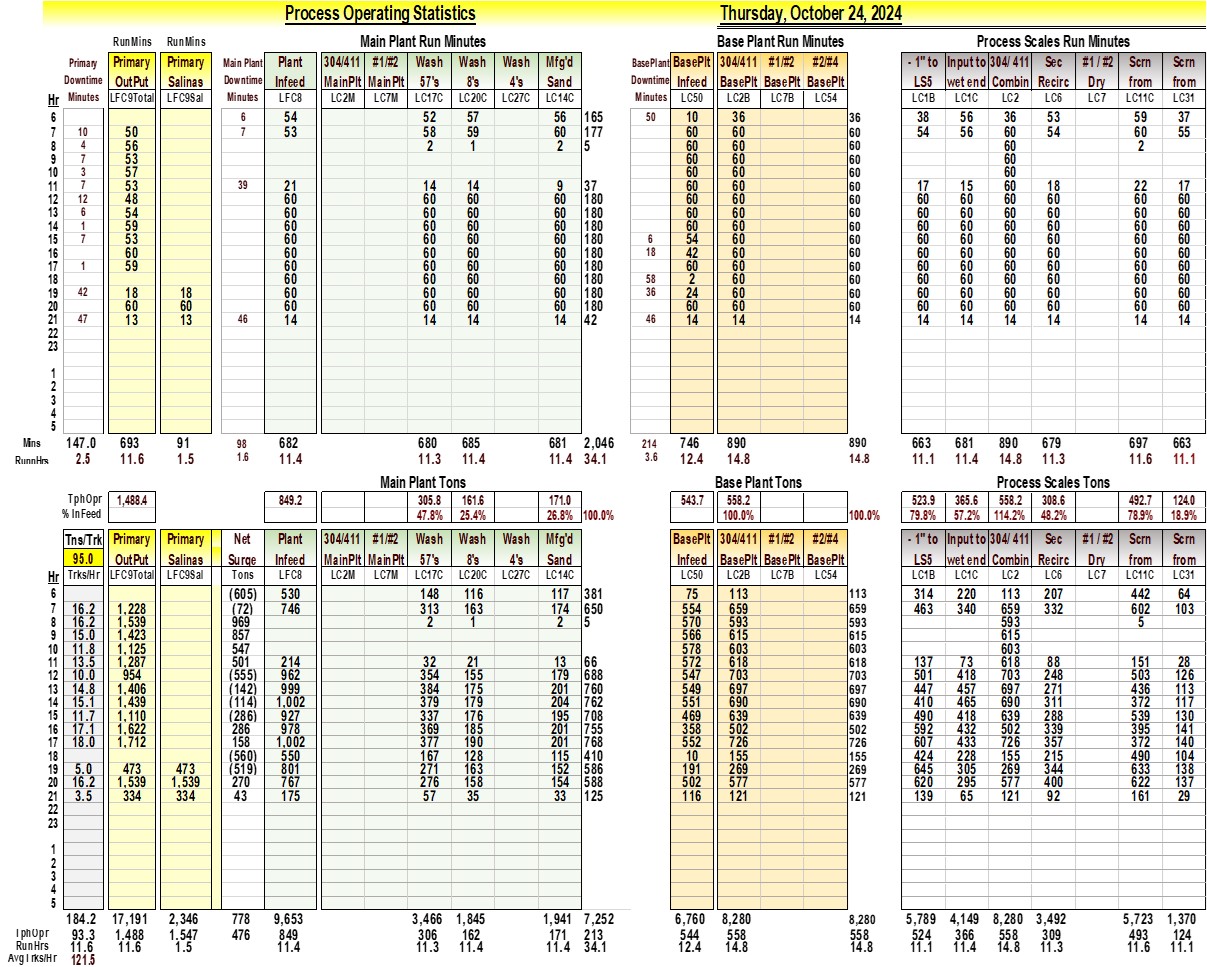 Process Operating Statistics Thursday, October 24, 2024
RunMins RunMins Main Plant Run Minutes Base Plant Run Minutes Process Scales Run Minutes
Primary Primary Primary Main Plant Plant 304/411 #1/#2 Wash Wash Wash Mfg'd BasePlant BasePlt 304/411 #1/#2 #2/#4 - 1" to Input to 304/ 411 Sec #1 / #2 Scrn Scrn
Downtime OutPut Salinas Downtime Infeed MainPlt MainPlt 57's 8's 4's Sand Downtime Infeed BasePlt BasePlt BasePlt LS5 wet end Combin Recirc Dry from from
Hr Minutes LFC9Total LFC9Sal Minutes LFC8 LC2M LC7M LC17C LC20C LC27C LC14C Minutes LC50 LC2B LC7B LC54 LC1B LC1C LC2 LC6 LC7 LC11C LC31
6 6 54 52 57 56 165 50 10 36 36 38 56 36 53 59 37
7 10 50 7 53 58 59 60 177 60 60 60 54 56 60 54 60 55
8 4 56 2 1 2 5 60 60 60 60 2
9 7 53 60 60 60 60
10 3 57 60 60 60 60
11 7 53 39 21 14 14 9 37 60 60 60 17 15 60 18 22 17
12 12 48 60 60 60 60 180 60 60 60 60 60 60 60 60 60
13 6 54 60 60 60 60 180 60 60 60 60 60 60 60 60 60
14 1 59 60 60 60 60 180 60 60 60 60 60 60 60 60 60
15 7 53 60 60 60 60 180 6 54 60 60 60 60 60 60 60 60
16 60 60 60 60 60 180 18 42 60 60 60 60 60 60 60 60
17 1 59 60 60 60 60 180 60 60 60 60 60 60 60 60 60
18 60 60 60 60 180 58 2 60 60 60 60 60 60 60 60
19 42 18 18 60 60 60 60 180 36 24 60 60 60 60 60 60 60 60
20 60 60 60 60 60 60 180 60 60 60 60 60 60 60 60 60
21 47 13 13 46 14 14 14 14 42 46 14 14 14 14 14 14 14 14 14
22
23
1
2
3
4
5
Mins 147.0 693 91 98 682 680 685 681 2,046 214 746 890 890 663 681 890 679 697 663
RunnHrs 2.5 11.6 1.5 1.6 11.4 11.3 11.4 11.4 34.1 3.6 12.4 14.8 14.8 11.1 11.4 14.8 11.3 11.6 11.1
Main Plant Tons Base Plant Tons Process Scales Tons
TphOpr 1,488.4 849.2 305.8 161.6 171.0 543.7 558.2 523.9 365.6 558.2 308.6 492.7 124.0
% InFeed 47.8% 25.4% 26.8% 100.0% 100.0% 100.0% 79.8% 57.2% 114.2% 48.2% 78.9% 18.9%
Tns/Trk Primary Primary Net Plant 304/411 #1/#2 Wash Wash Wash Mfg'd BasePlt 304/411 #1/#2 #2/#4 - 1" to Input to 304/ 411 Sec #1 / #2 Scrn Scrn
95.0 OutPut Salinas Surge Infeed MainPlt MainPlt 57's 8's 4's Sand Infeed BasePlt BasePlt BasePlt LS5 wet end Combin Recirc Dry from from
Hr Trks/Hr LFC9Total LFC9Sal Tons LFC8 LC2M LC7M LC17C LC20C LC27C LC14C LC50 LC2B LC7B LC54 LC1B LC1C LC2 LC6 LC7 LC11C LC31
6 (605) 530 148 116 117 381 75 113 113 314 220 113 207 442 64
7 16.2 1,228 (72) 746 313 163 174 650 554 659 659 463 340 659 332 602 103
8 16.2 1,539 969 2 1 2 5 570 593 593 593 5
9 15.0 1,423 857 566 615 615 615
10 11.8 1,125 547 578 603 603 603
11 13.5 1,287 501 214 32 21 13 66 572 618 618 137 73 618 88 151 28
12 10.0 954 (555) 962 354 155 179 688 547 703 703 501 418 703 248 503 126
13 14.8 1,406 (142) 999 384 175 201 760 549 697 697 447 457 697 271 436 113
14 15.1 1,439 (114) 1,002 379 179 204 762 551 690 690 410 465 690 311 372 117
15 11.7 1,110 (286) 927 337 176 195 708 469 639 639 490 418 639 288 539 130
16 17.1 1,622 286 978 369 185 201 755 358 502 502 592 432 502 339 395 141
17 18.0 1,712 158 1,002 377 190 201 768 552 726 726 607 433 726 357 372 140
18 (560) 550 167 128 115 410 10 155 155 424 228 155 215 490 104
19 5.0 473 473 (519) 801 271 163 152 586 191 269 269 645 305 269 344 633 138
20 16.2 1,539 1,539 270 767 276 158 154 588 502 577 577 620 295 577 400 622 137
21 3.5 334 334 43 175 57 35 33 125 116 121 121 139 65 121 92 161 29
22
23
1
2
3
4
5
184.2 17,191 2,346 778 9,653 3,466 1,845 1,941 7,252 6,760 8,280 8,280 5,789 4,149 8,280 3,492 5,723 1,370
TphOpr 93.3 1,488 1,547 476 849 306 162 171 213 544 558 558 524 366 558 309 493 124
RunHrs 11.6 11.6 1.5 11.4 11.3 11.4 11.4 34.1 12.4 14.8 14.8 11.1 11.4 14.8 11.3 11.6 11.1
AvgTrks/Hr 121.5